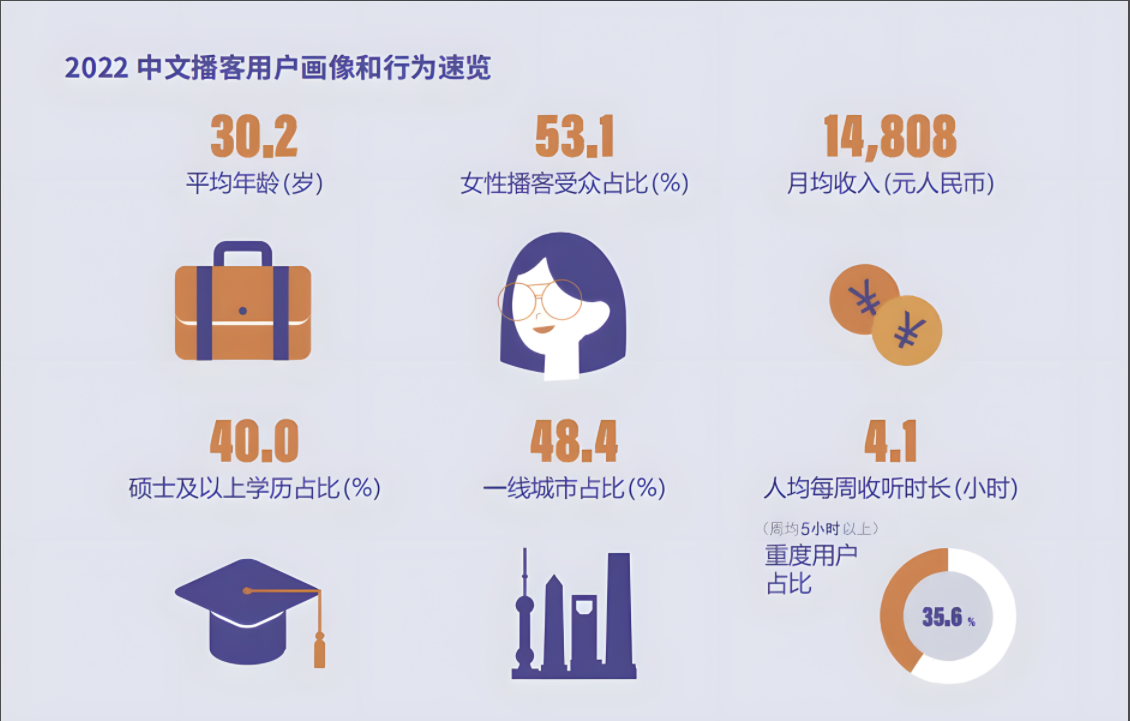 2022 中文播客用户画像和行为速览
30.2
平均年龄(岁)
53.1
女性播客受众占比(%)
14,808
月均收入(元人民币)
¥
¥
40.0
硕士及以上学历占比(%)
48.4
一线城市占比(%)
4.1
人均每周收听时长(小时)
(周均5小时以上)
重度用户
占比
35.6 %